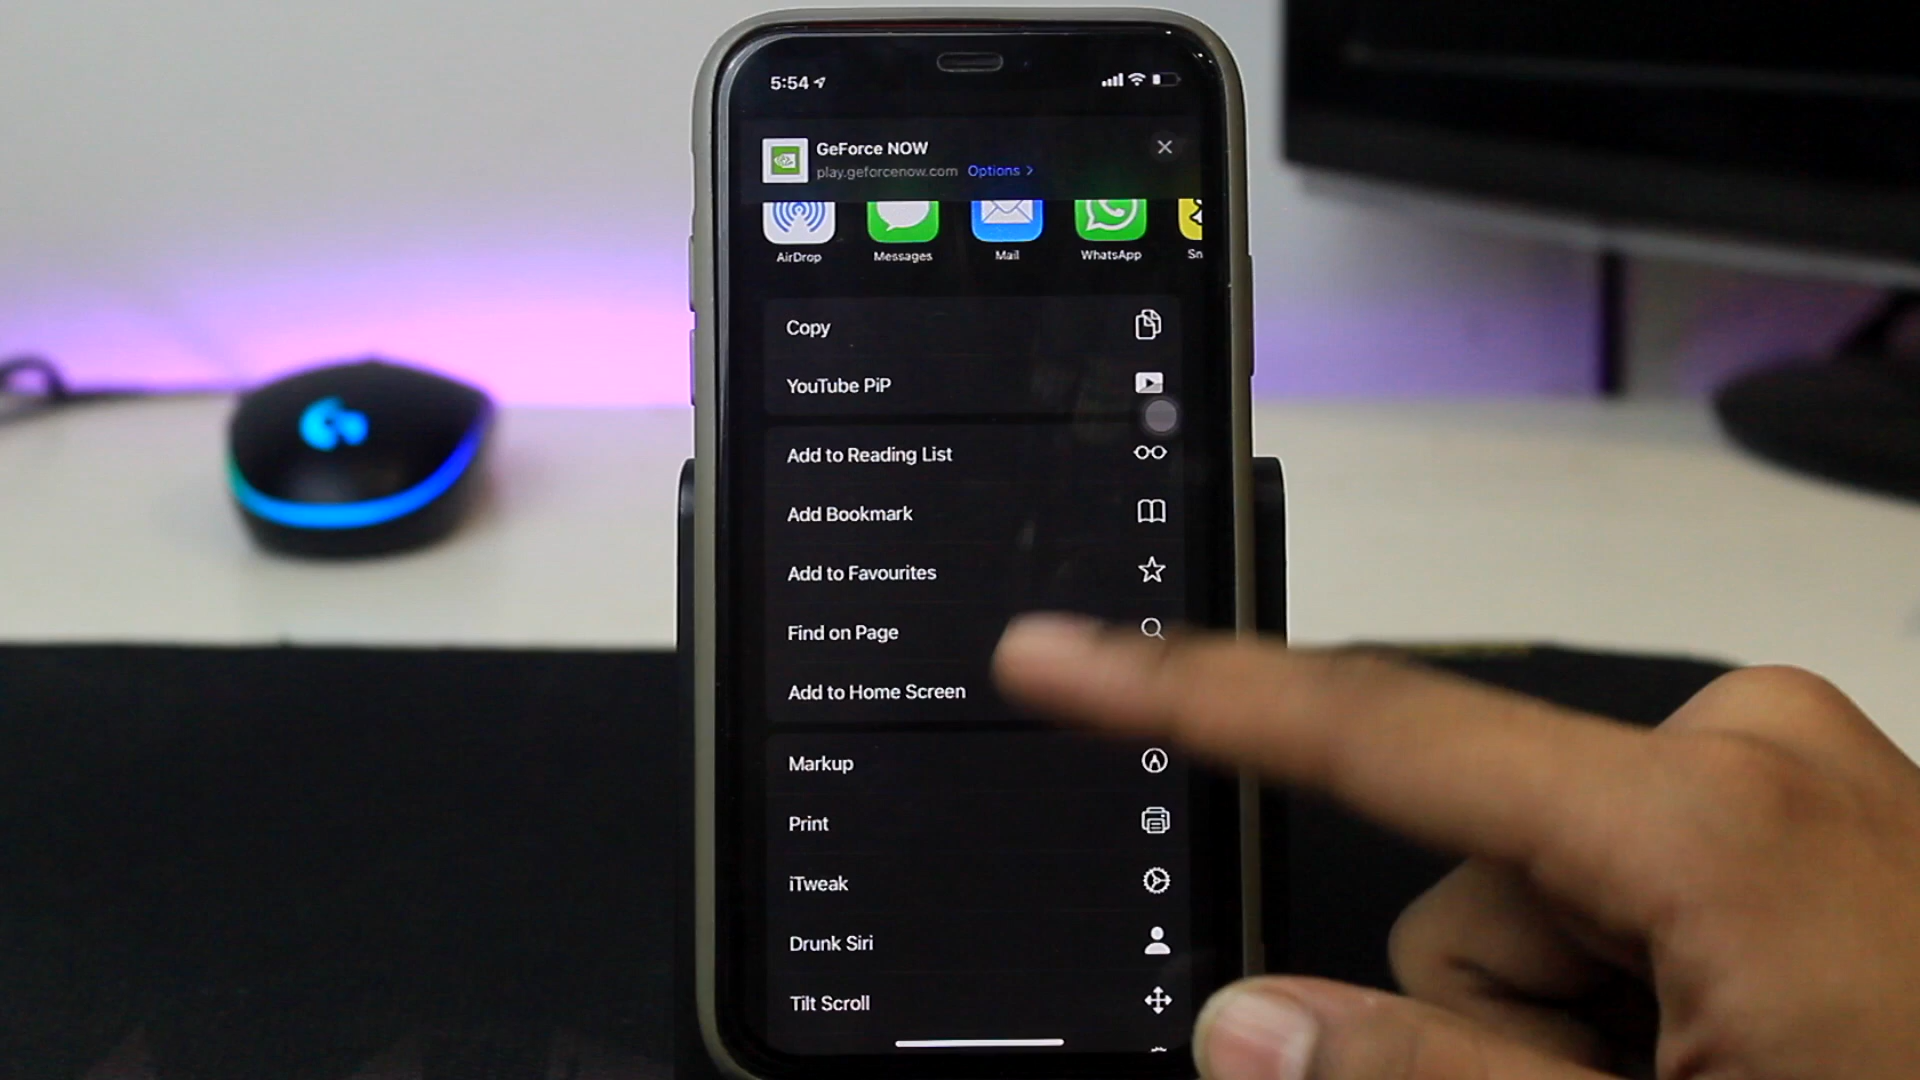 5:54
GeForce NOW
play.geforcenow.com Options >
AirDrop
Messages
Mail
WhatsApp
Sn
Copy
YouTube PiP
Add to Reading List
Add Bookmark
Add to Favourites
Find on Page
Add to Home Screen
Markup
Print
iTweak
Drunk Siri
Tilt Scroll